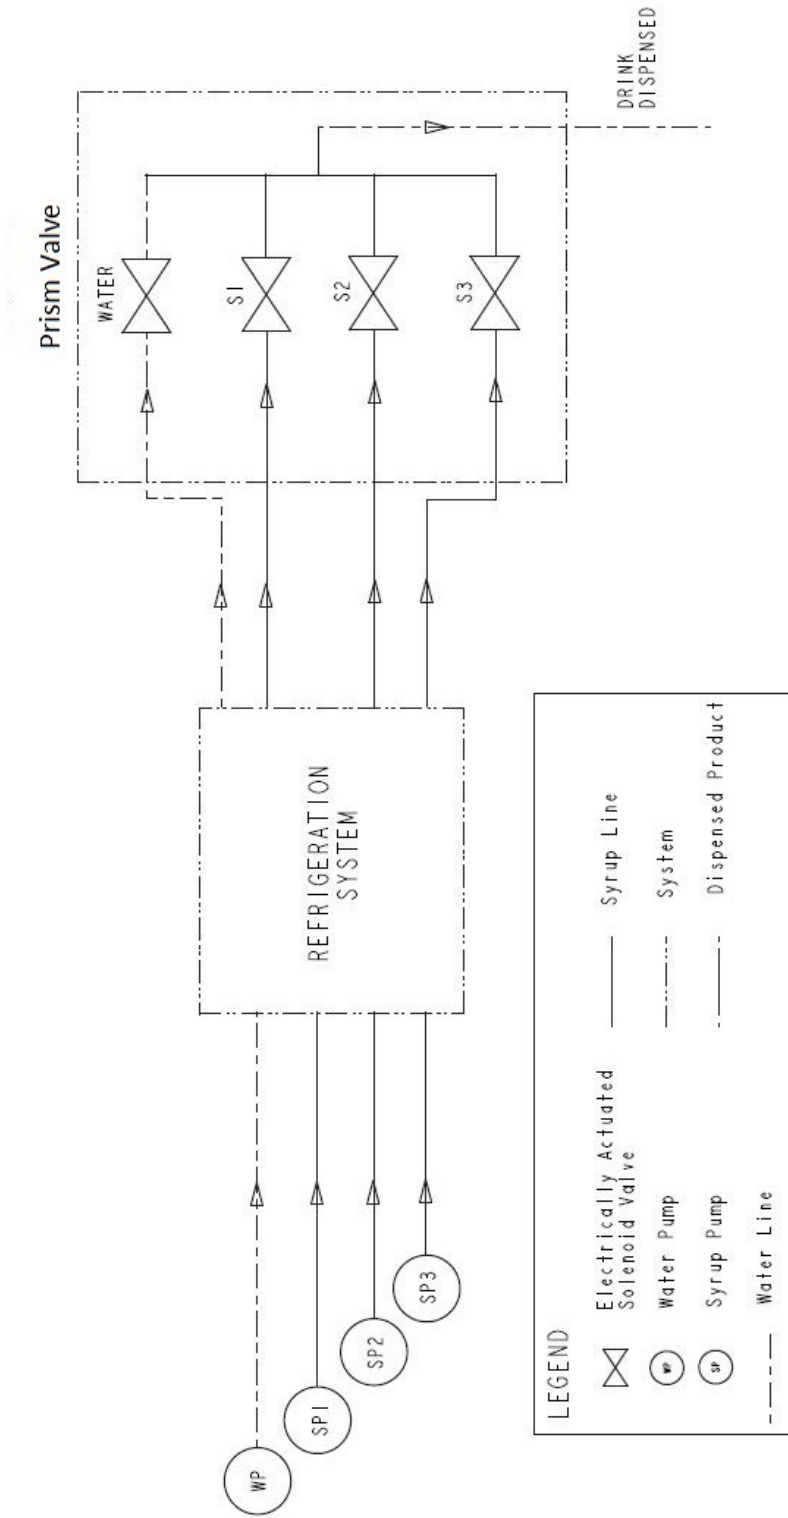 Prism Valve
WATER
S1
S2
S3
DRINK
DISPENSED
REFRIGERATION
SYSTEM
WP
SP1
SP2
SP3
LEGEND
Electrically Actuated
Solenoid Valve
WP
Water Pump
SP
Syrup Pump
Water Line
Syrup Line
System
Dispensed Product